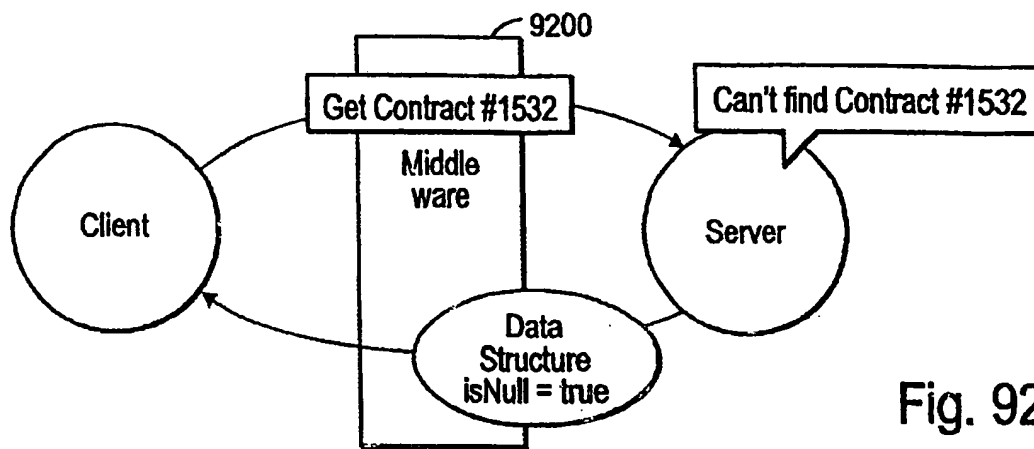 9200
Get Contract #1532
Can't find Contract #1532
Middle
ware
Client
Server
Data
Structure
isNull = true
Fig. 92